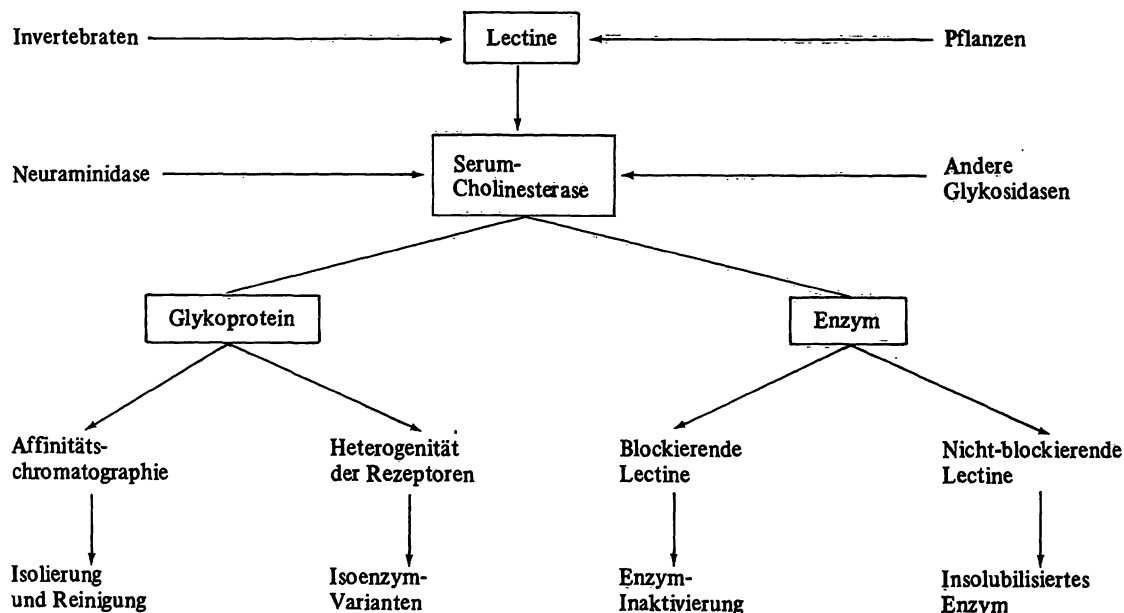 Invertebraten
Lectine
Pflanzen
Neuraminidase
Serum-
Cholinesterase
Andere
Glykosidasen
Glykoprotein
Enzym
Affinitäts-
chromatographie
Heterogenität
der Rezeptoren
Blockierende
Lectine
Nicht-blockierende
Lectine
Isolierung
und Reinigung
Isoenzym-
Varianten
Enzym-
Inaktivierung
Insolubilisiertes
Enzym